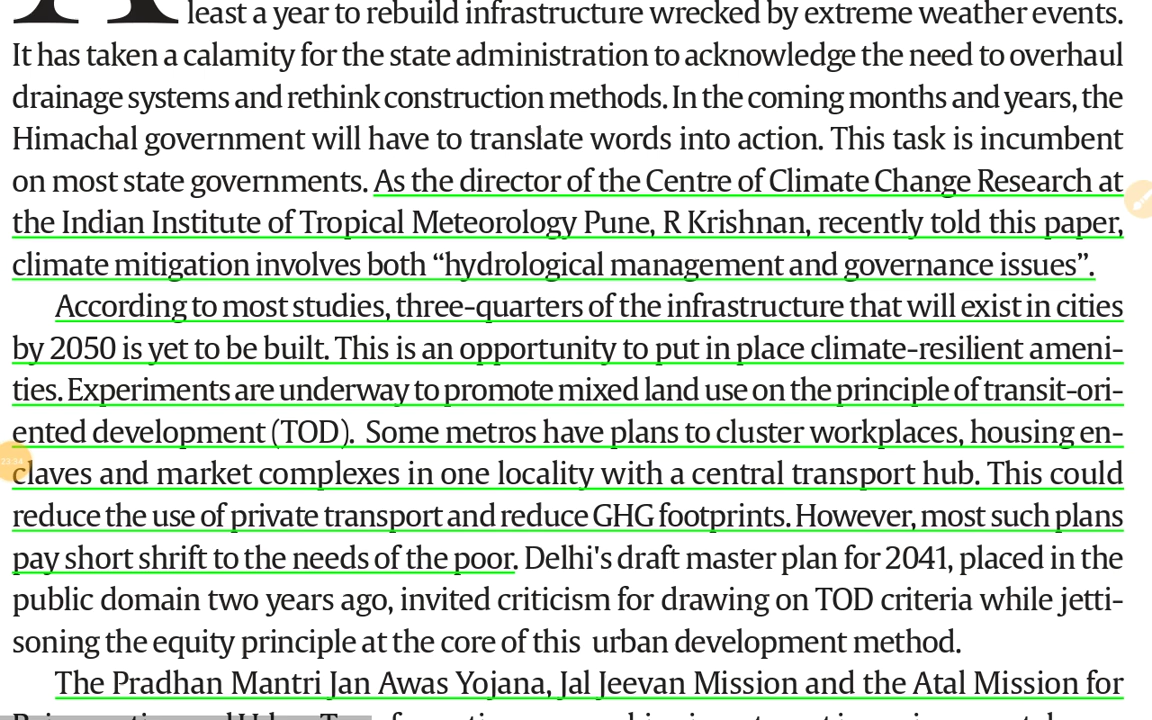 least a year to rebuild infrastructure wrecked by extreme weather events.
It has taken a calamity for the state administration to acknowledge the need to overhaul
drainage systems and rethink construction methods. In the coming months and years, the
Himachal government will have to translate words into action. This task is incumbent
on most state governments. As the director of the Centre of Climate Change Research at
the Indian Institute of Tropical Meteorology Pune, R Krishnan, recently told this paper,
climate mitigation involves both “hydrological management and governance issues”.
According to most studies, three-quarters of the infrastructure that will exist in cities
by 2050 is yet to be built. This is an opportunity to put in place climate-resilient ameni-
ties. Experiments are underway to promote mixed land use on the principle of transit-ori-
ented development (TOD). Some metros have plans to cluster workplaces, housing en-
claves and market complexes in one locality with a central transport hub. This could
reduce the use of private transport and reduce GHG footprints. However, most such plans
pay short shrift to the needs of the poor. Delhi's draft master plan for 2041, placed in the
public domain two years ago, invited criticism for drawing on TOD criteria while jetti-
soning the equity principle at the core of this urban development method.
The Pradhan Mantri Jan Awas Yojana, Jal Jeevan Mission and the Atal Mission for